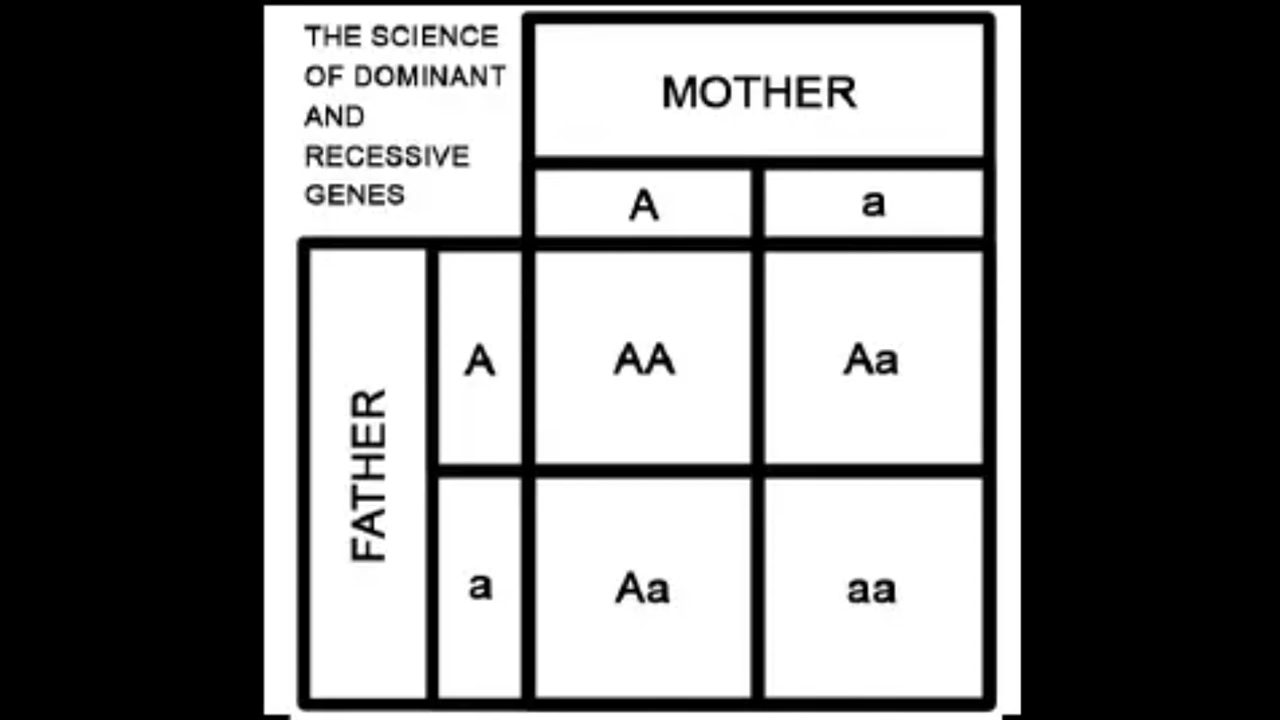 THE SCIENCE
OF DOMINANT
AND
RECESSIVE
GENES
MOTHER
A a
FATHER
A AA Aa
a Aa aa